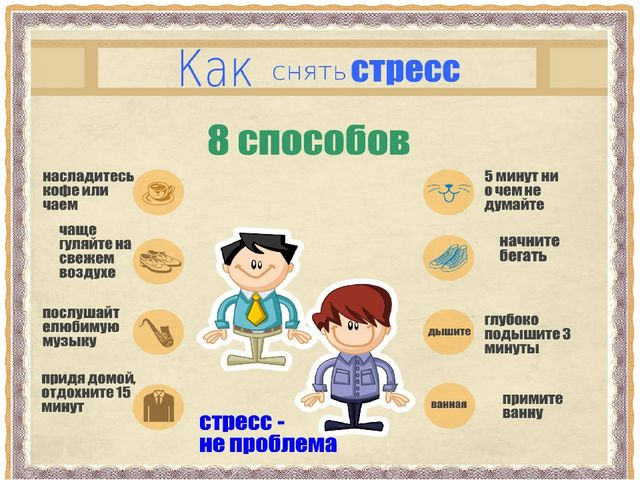 Как снять стресс
8 способов
насладитесь
кофе или
чаем
чаще
гуляйте на
свежем
воздухе
послушайт
елюбимую
музыку
придя домой,
отдохните 15
минут
5 минут ни
о чем не
думайте
начните
бегать
дышите
глубоко
подышите 3
минуты
ванная
примите
ванну
стресс -
не проблема